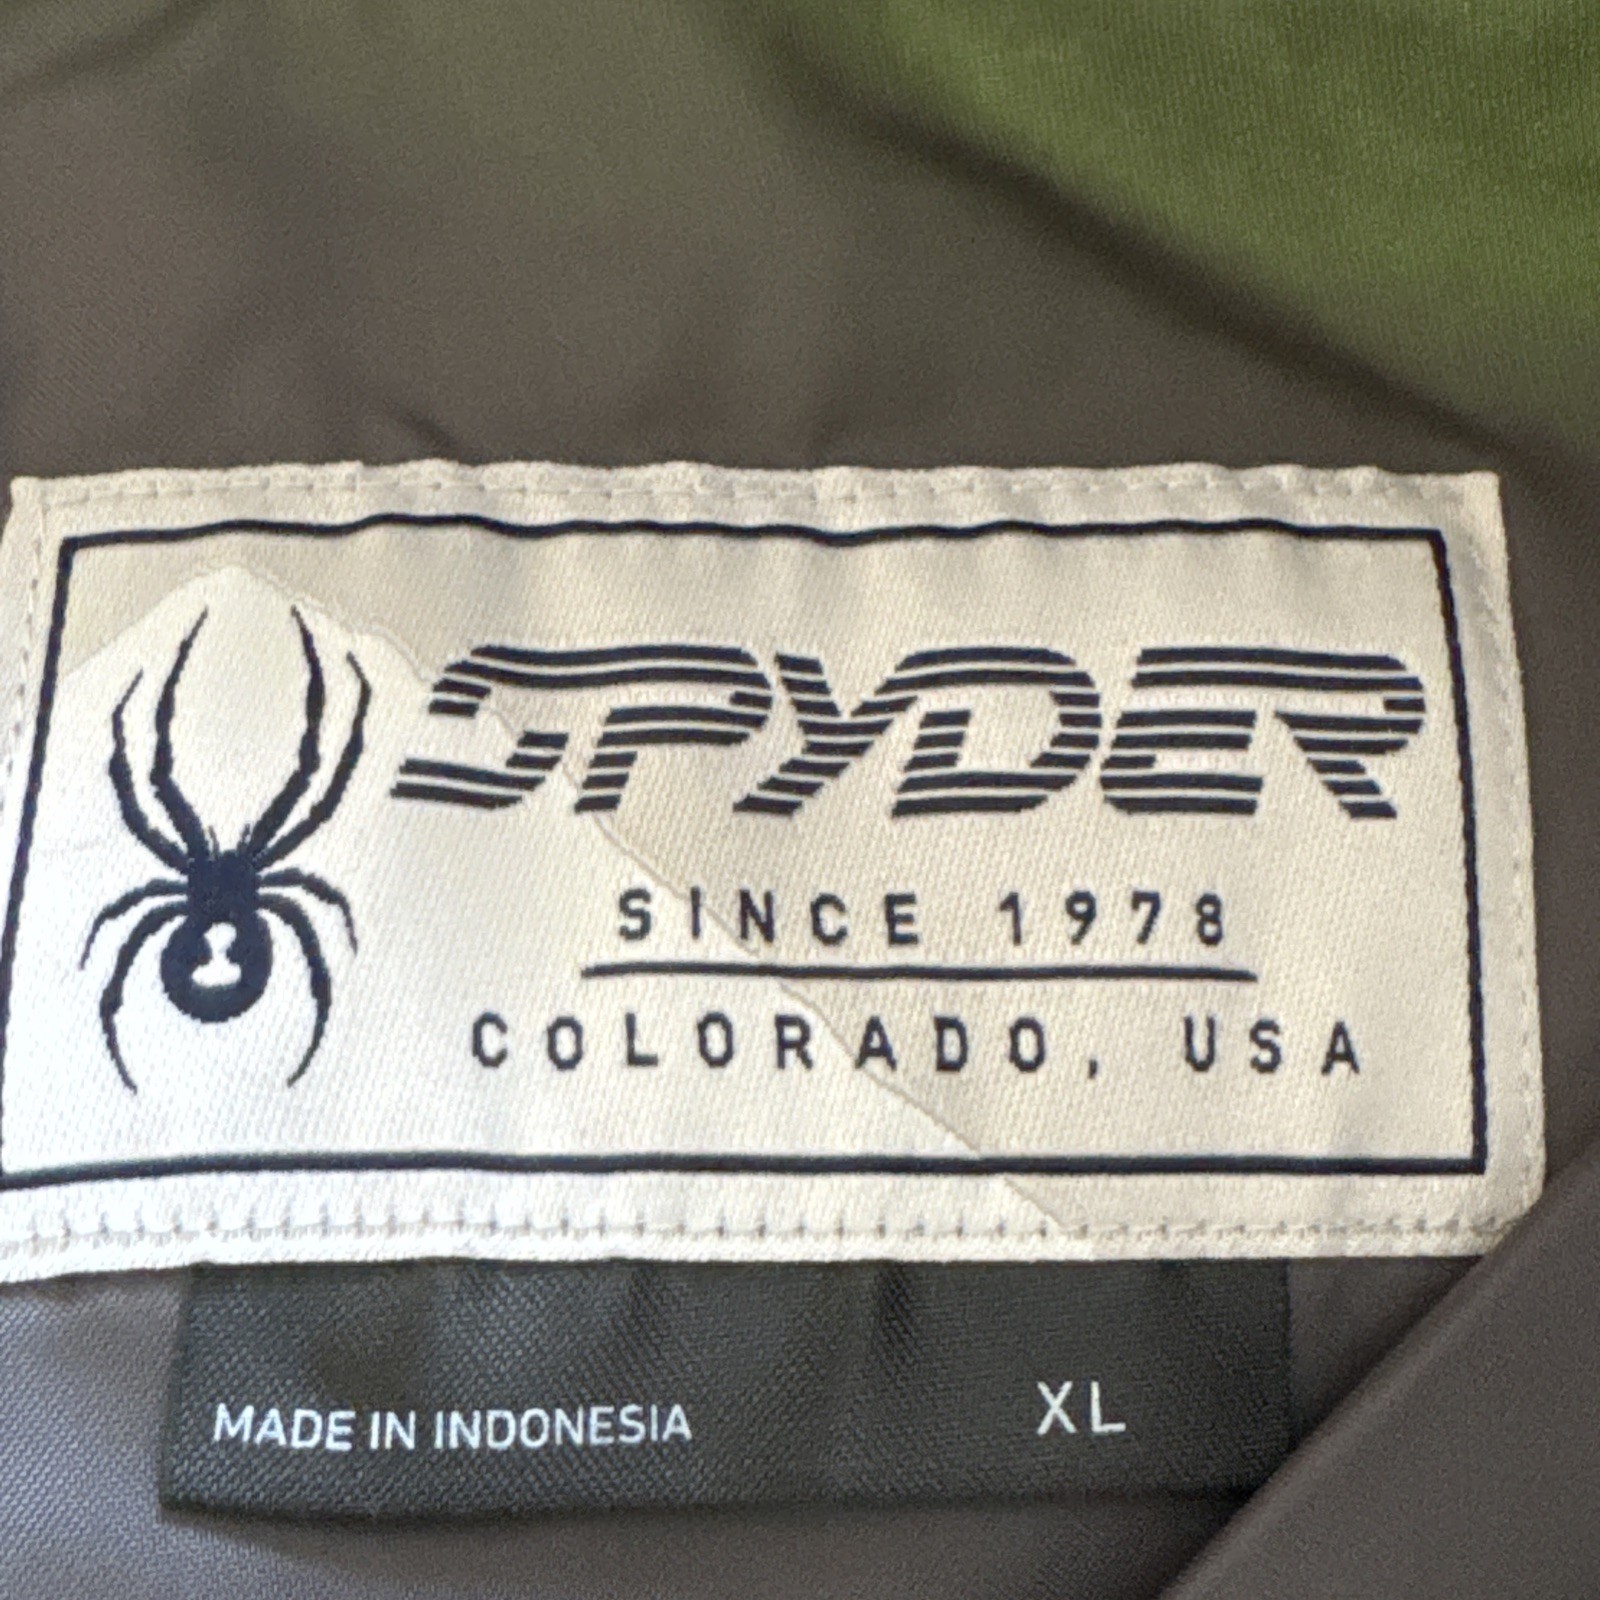 SPYDER
SINCE 1978
COLORADO, USA
MADE IN INDONESIA
XL